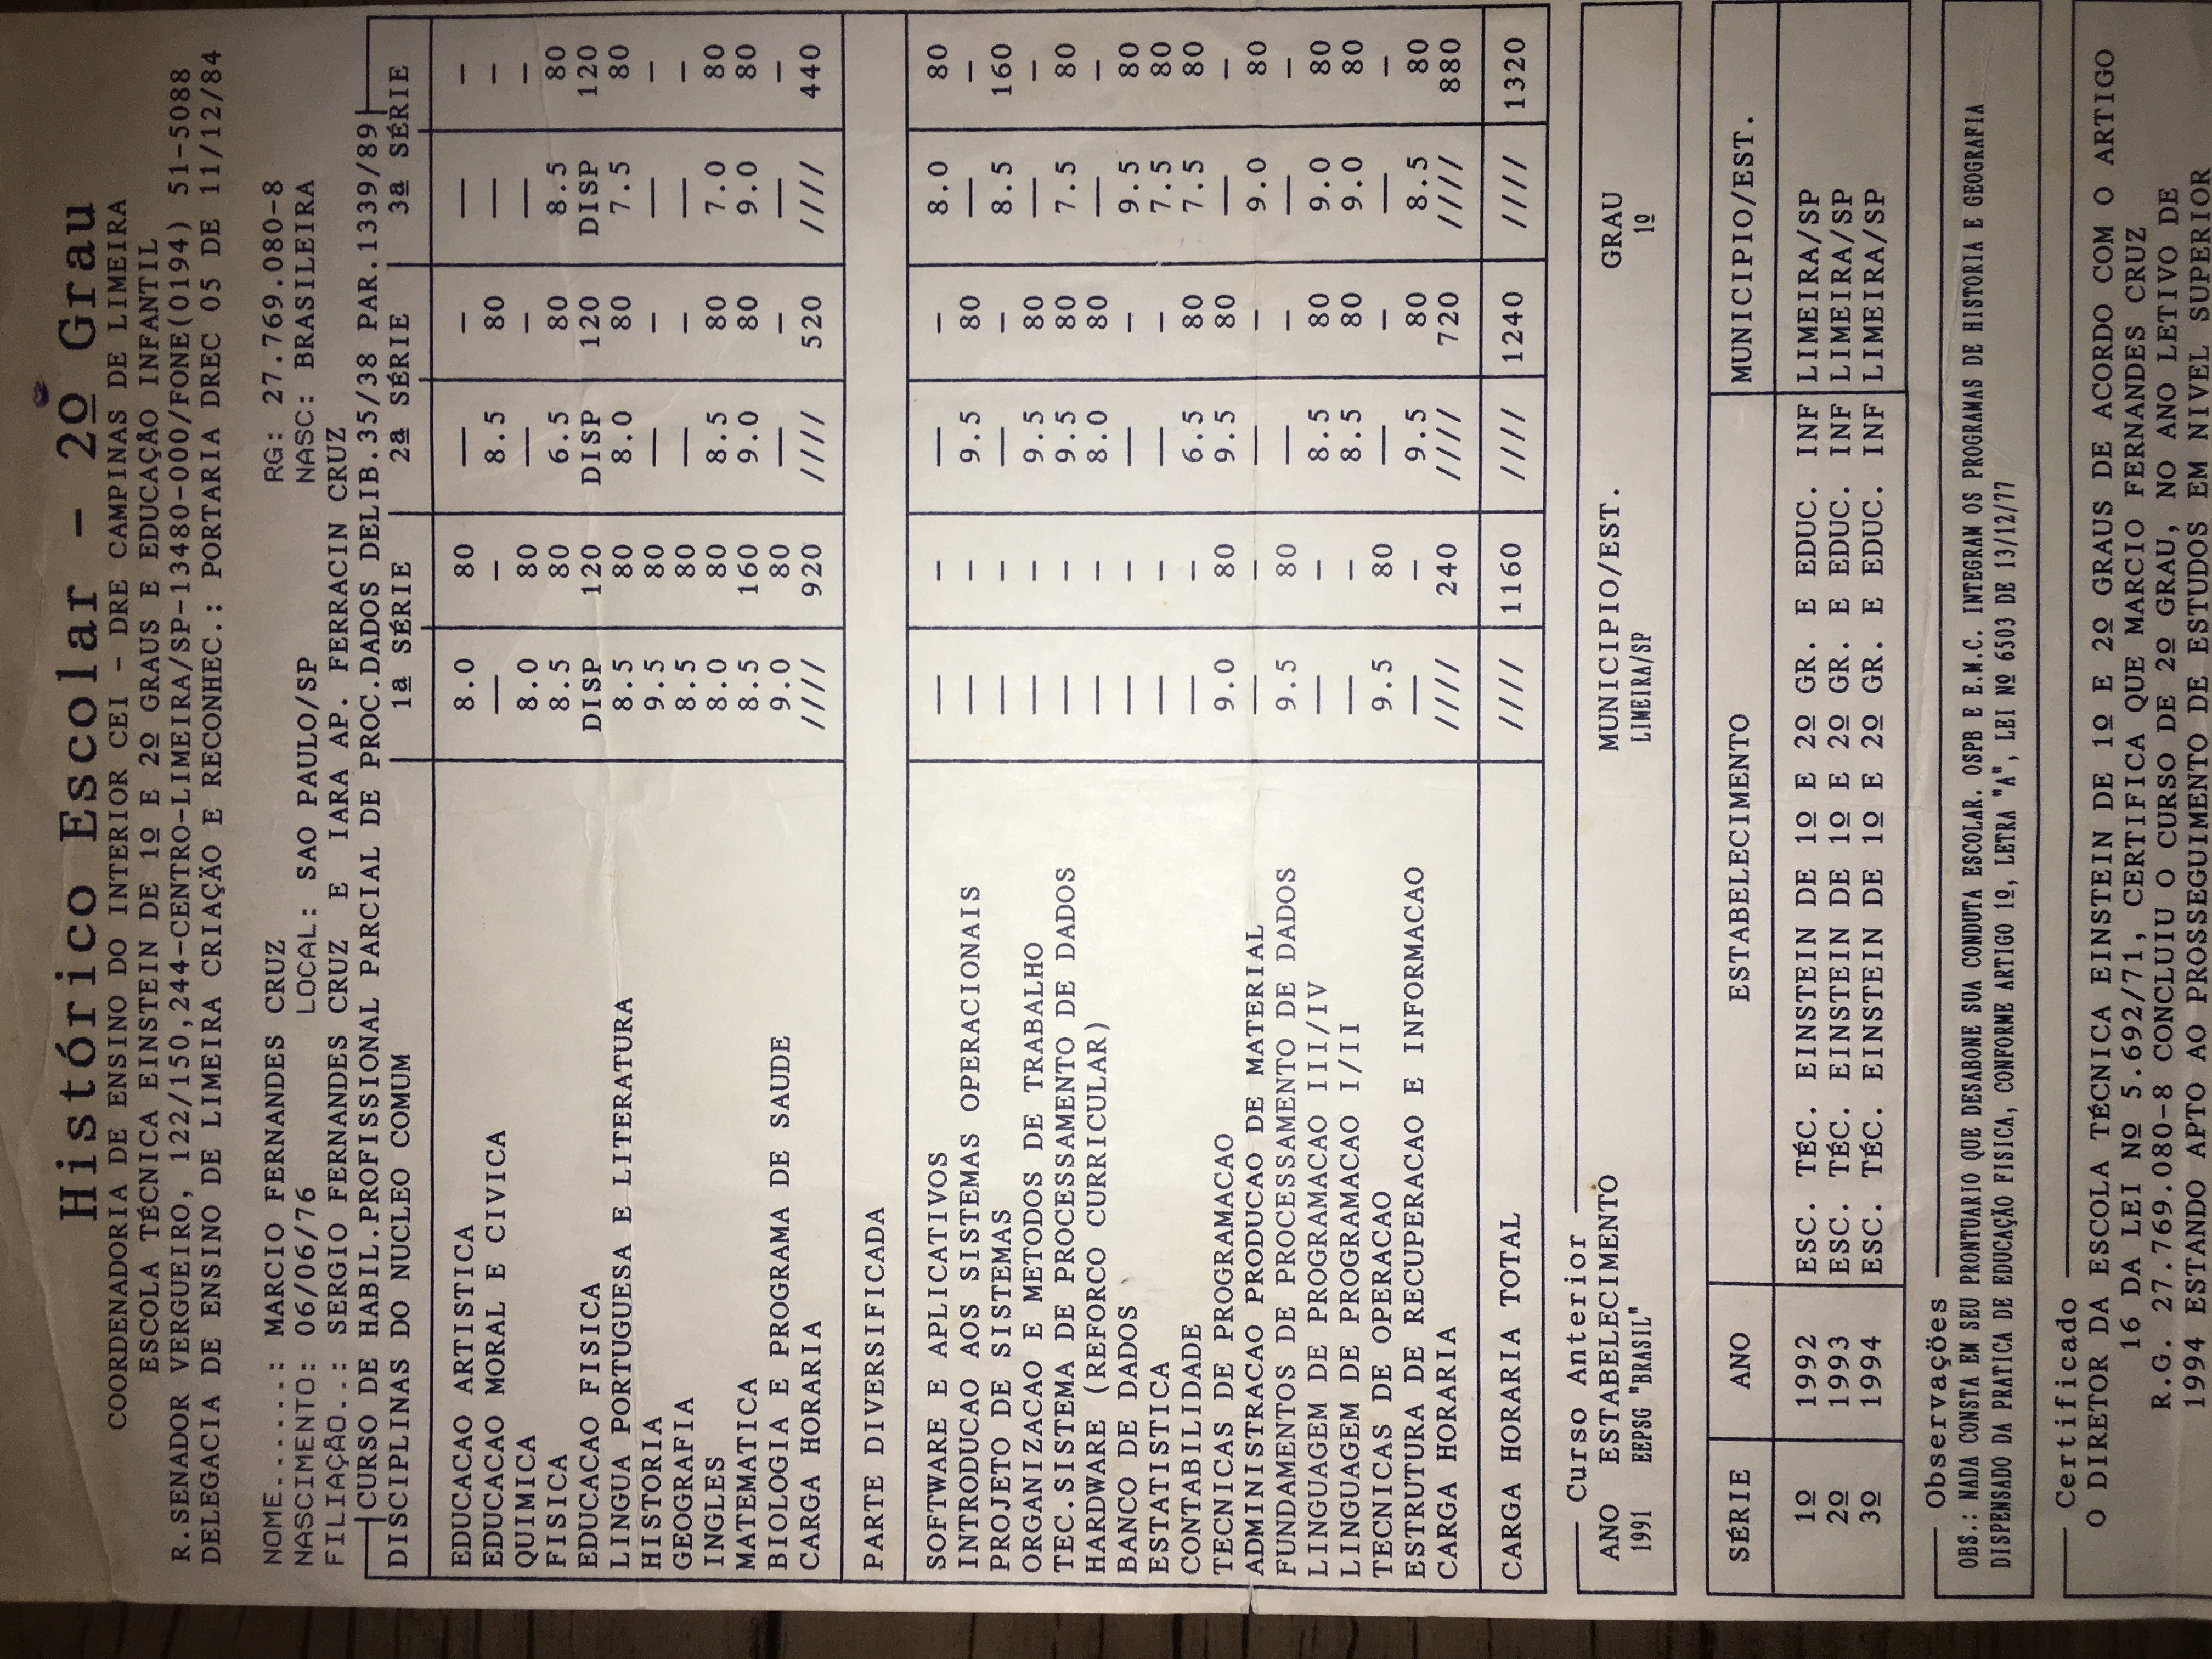 Histórico Escolar - 2º Grau
COORDENADORIA DE ENSINO DO INTERIOR CEI - DRE CAMPINAS DE LIMEIRA
ESCOLA TÉCNICA EINSTEIN DE 1º E 2º GRAUS E EDUCAÇÃO INFANTIL
R.SENADOR VERGUEIRO, 122/150,244-CENTRO-LIMEIRA/SP-13480-000/FONE(0194) 51-5088
DELEGACIA DE ENSINO DE LIMEIRA CRIAÇÄO E RECONHEC.: PORTARIA DREC 05 DE 11/12/84
NOME......: MARCIO FERNANDES CRUZ RG: 27.769.080-8
NASCIMENTO: 06/06/76 LOCAL: SAO PAULO/SP NASC: BRASILEIRA
FILIAÇÃO..: SERGIO FERNANDES CRUZ E IARA AP. FERRACIN CRUZ
CURSO DE HABIL.PROFISSIONAL PARCIAL DE PROC.DADOS DELIB.35/38 PAR.1339/89
DISCIPLINAS DO NUCLEO COMUM 1ª SÉRIE 2ª SÉRIE 3ª SÉRIE
EDUCACAO ARTISTICA 8.0 80 — - — -
EDUCACAO MORAL E CIVICA — - 8.5 80 — -
QUIMICA 8.0 80 — - — -
FISICA 8.5 80 6.5 80 8.5 80
EDUCACAO FISICA DISP 120 DISP 120 DISP 120
LINGUA PORTUGUESA E LITERATURA 8.5 80 8.0 80 7.5 80
HISTORIA 9.5 80 — - — -
GEOGRAFIA 8.5 80 — - — -
INGLES 8.0 80 8.5 80 7.0 80
MATEMATICA 8.5 160 9.0 80 9.0 80
BIOLOGIA E PROGRAMA DE SAUDE 9.0 80 — - — -
CARGA HORARIA //// 920 //// 520 //// 440
PARTE DIVERSIFICADA
SOFTWARE E APLICATIVOS — - — - 8.0 80
INTRODUCAO AOS SISTEMAS OPERACIONAIS — - 9.5 80 — -
PROJETO DE SISTEMAS — - — - 8.5 160
ORGANIZACAO E METODOS DE TRABALHO — - 9.5 80 — -
TEC.SISTEMA DE PROCESSAMENTO DE DADOS — - 9.5 80 7.5 80
HARDWARE (REFORCO CURRICULAR) — - 8.0 80 — -
BANCO DE DADOS — - — - 9.5 80
ESTATISTICA — - — - 7.5 80
CONTABILIDADE — - 6.5 80 7.5 80
TECNICAS DE PROGRAMACAO 9.0 80 9.5 80 — -
ADMINISTRACAO PRODUCAO DE MATERIAL — - — - 9.0 80
FUNDAMENTOS DE PROCESSAMENTO DE DADOS 9.5 80 — - — -
LINGUAGEM DE PROGRAMACAO III/IV — - 8.5 80 9.0 80
LINGUAGEM DE PROGRAMACAO I/II — - 8.5 80 9.0 80
TECNICAS DE OPERACAO 9.5 80 — - — -
ESTRUTURA DE RECUPERACAO E INFORMACAO — - 9.5 80 8.5 80
CARGA HORARIA //// 240 //// 720 //// 880
CARGA HORARIA TOTAL //// 1160 //// 1240 //// 1320
Curso Anterior
ANO ESTABELECIMENTO MUNICIPIO/EST. GRAU
1991 EEPSG "BRASIL" LIMEIRA/SP 1º
SÉRIE ANO ESTABELECIMENTO MUNICIPIO/EST.
1º 1992 ESC. TÉC. EINSTEIN DE 1º E 2º GR. E EDUC. INF LIMEIRA/SP
2º 1993 ESC. TÉC. EINSTEIN DE 1º E 2º GR. E EDUC. INF LIMEIRA/SP
3º 1994 ESC. TÉC. EINSTEIN DE 1º E 2º GR. E EDUC. INF LIMEIRA/SP
Observaçöes
OBS.: NADA CONSTA EM SEU PRONTUARIO QUE DESABONE SUA CONDUTA ESCOLAR. OSPB E E.M.C. INTEGRAM OS PROGRAMAS DE HISTORIA E GEOGRAFIA
DISPENSADO DA PRATICA DE EDUCAÇÃO FISICA, CONFORME ARTIGO 1º, LETRA "A", LEI Nº 6503 DE 13/12/77
Certificado
O DIRETOR DA ESCOLA TÉCNICA EINSTEIN DE 1º E 2º GRAUS DE ACORDO COM O ARTIGO
16 DA LEI Nº 5.692/71, CERTIFICA QUE MARCIO FERNANDES CRUZ
R.G. 27.769.080-8 CONCLUIU O CURSO DE 2º GRAU, NO ANO LETIVO DE
1994 ESTANDO APTO AO PROSSEGUIMENTO DE ESTUDOS EM NIVEL SUPERIOR